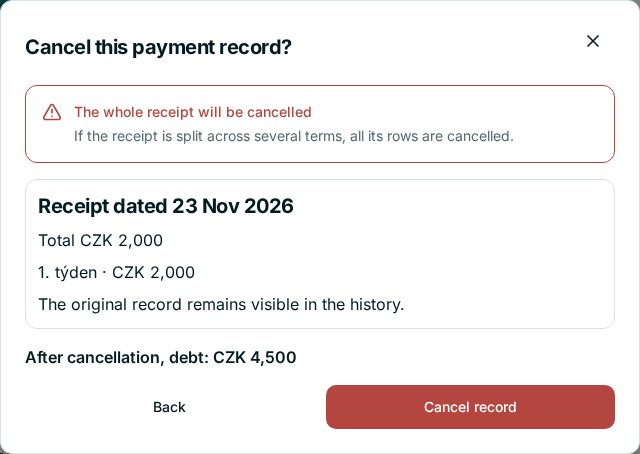 Cancel this payment record?
The whole receipt will be cancelled
If the receipt is split across several terms, all its rows are cancelled.
Receipt dated 23 Nov 2026
Total CZK 2,000
1. týden · CZK 2,000
The original record remains visible in the history.
After cancellation, debt: CZK 4,500
Back
Cancel record